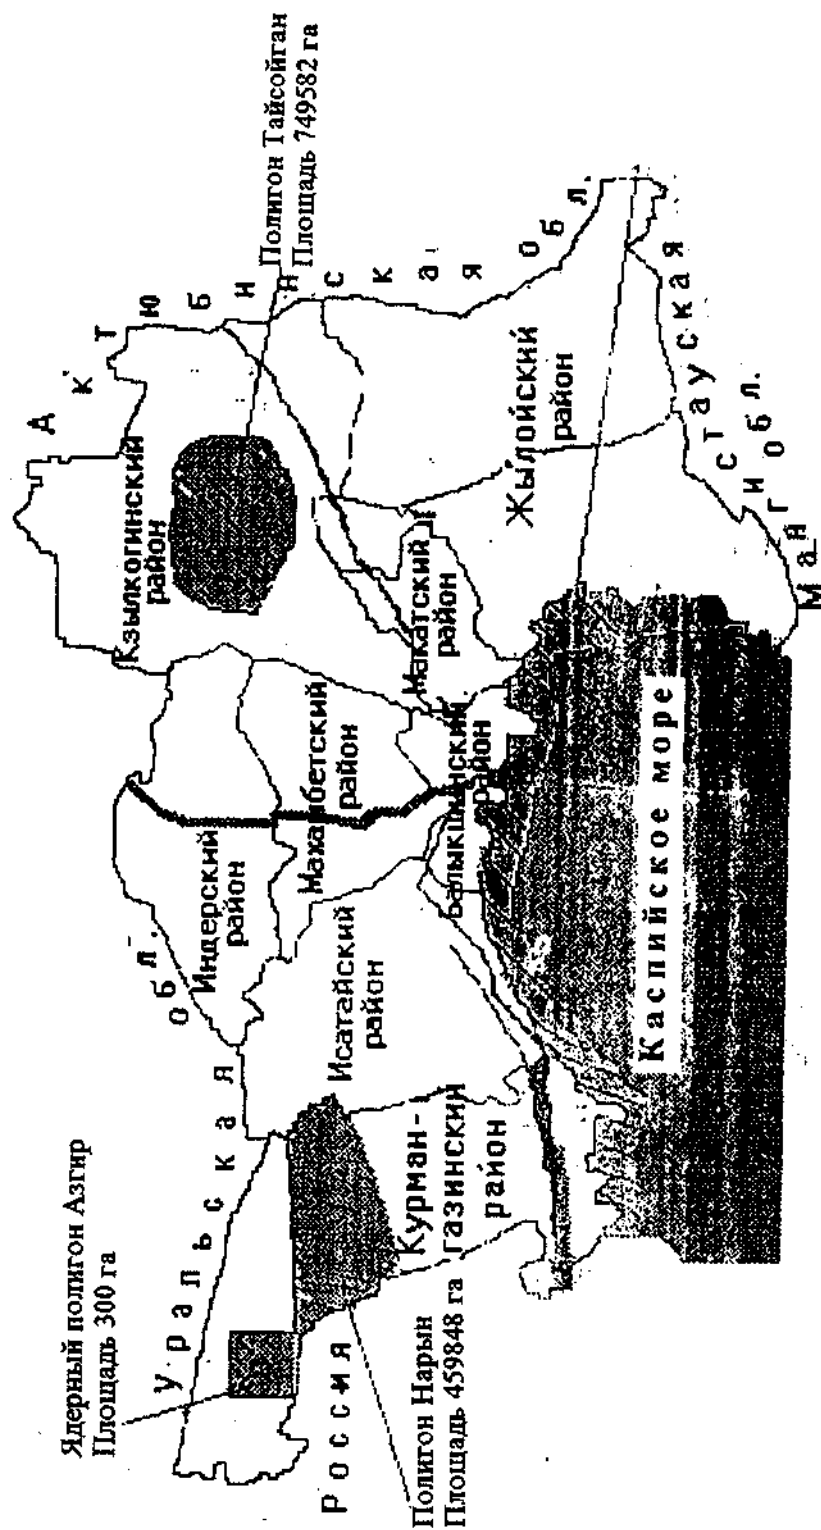 Ядерный полигон Азгир
Площадь 300 га
Уральская обл.
Актюбинская обл.
Полигон Тайсойган
Площадь 749582 га
Кзылкогинский
район
Индерский
район
Махамбетский
район
Исатайский
район
Макатский
район
Жылойский
район
Балыкшинский
район
Курман-
газинский
район
Россия
Полигон Нарын
Площадь 459848 га
Каспийское море
Мангистауская
обл.